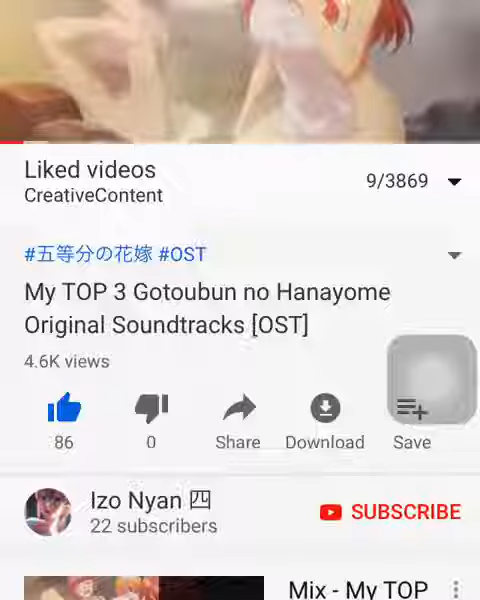 Liked videos
CreativeContent
9/3869
#五等分の花嫁 #OST
My TOP 3 Gotoubun no Hanayome
Original Soundtracks [OST]
4.6K views
86
0
Share
Download
Save
Izo Nyan 四
22 subscribers
SUBSCRIBE
Mix - My TOP